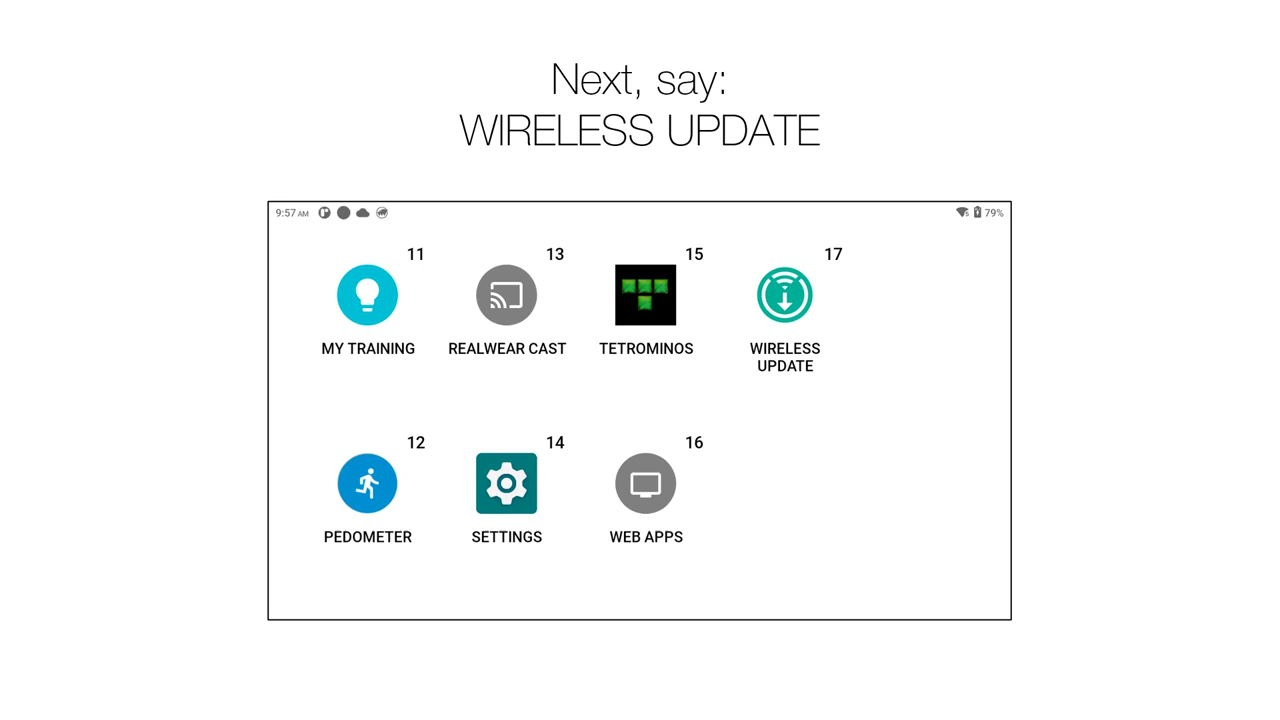 Next, say:
WIRELESS UPDATE
9:57 AM
79%
11
13
15
17
MY TRAINING
REALWEAR CAST
TETROMINOS
WIRELESS
UPDATE
12
14
16
PEDOMETER
SETTINGS
WEB APPS